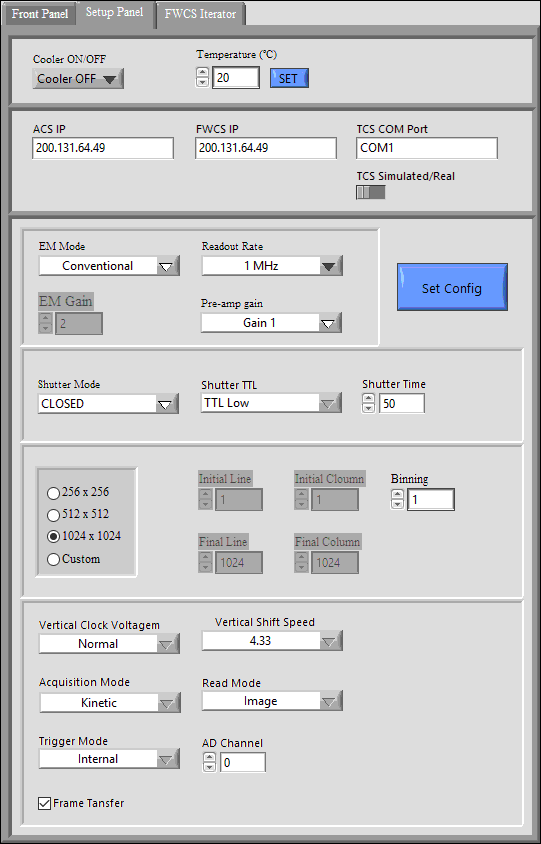 Front Panel Setup Panel FWCS Iterator
Cooler ON/OFF Temperature (ºC)
Cooler OFF 20 SET
ACS IP FWCS IP TCS COM Port
200.131.64.49 200.131.64.49 COM1
TCS Simulated/Real
EM Mode Readout Rate
Conventional 1 MHz
Set Config
EM Gain Pre-amp gain
2 Gain 1
Shutter Mode Shutter TTL Shutter Time
CLOSED TTL Low 50
Initial Line Initial Cloumn Binning
256 x 256 1 1 1
512 x 512
1024 x 1024 Final Line Final Column
Custom 1024 1024
Vertical Clock Voltagem Vertical Shift Speed
Normal 4.33
Acquisition Mode Read Mode
Kinetic Image
Trigger Mode AD Channel
Internal 0
Frame Tansfer